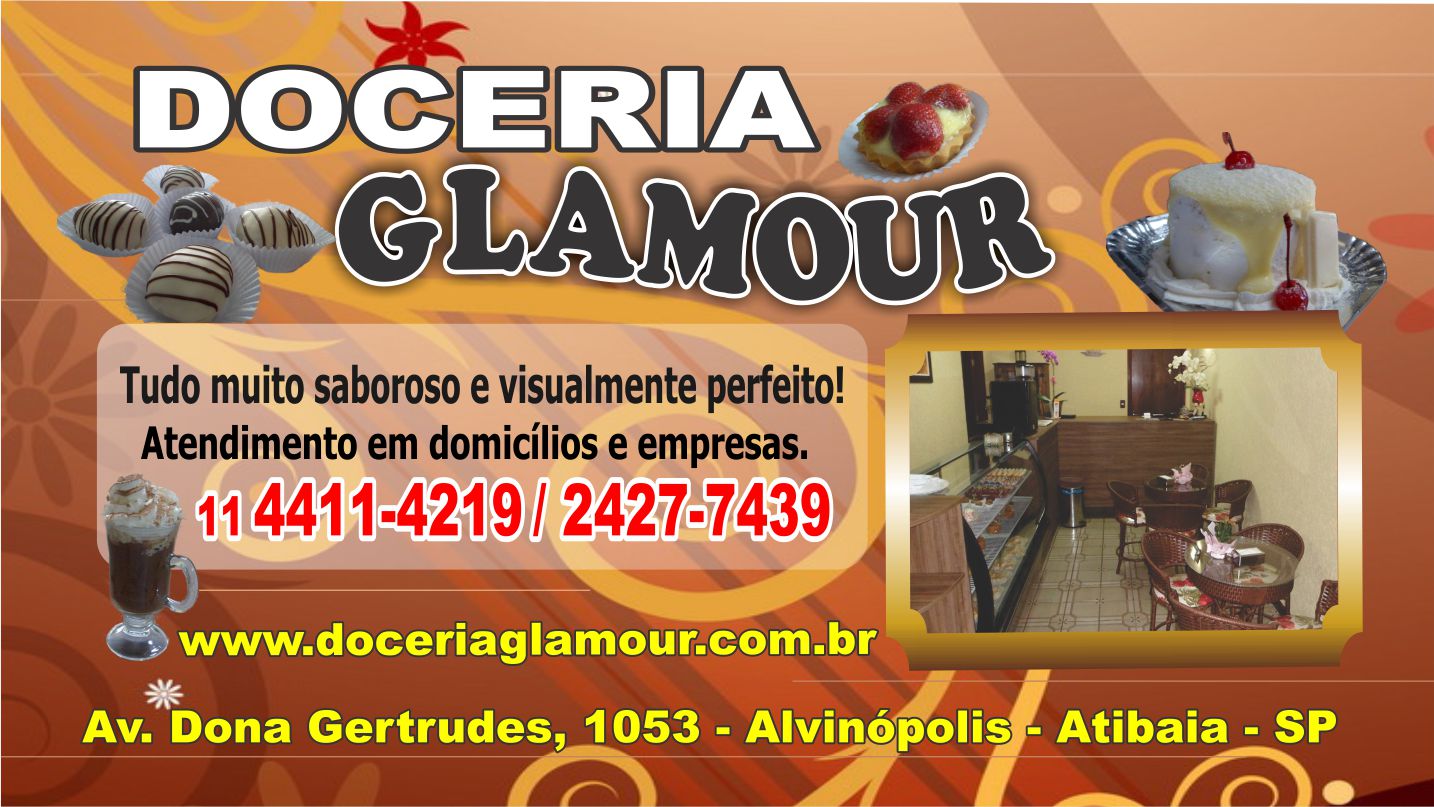 DOCERIA
GLAMOUR
Tudo muito saboroso e visualmente perfeito!
Atendimento em domicílios e empresas.
11 4411-4219 / 2427-7439
www.doceriaglamour.com.br
Av. Dona Gertrudes, 1053 - Alvinópolis - Atibaia - SP